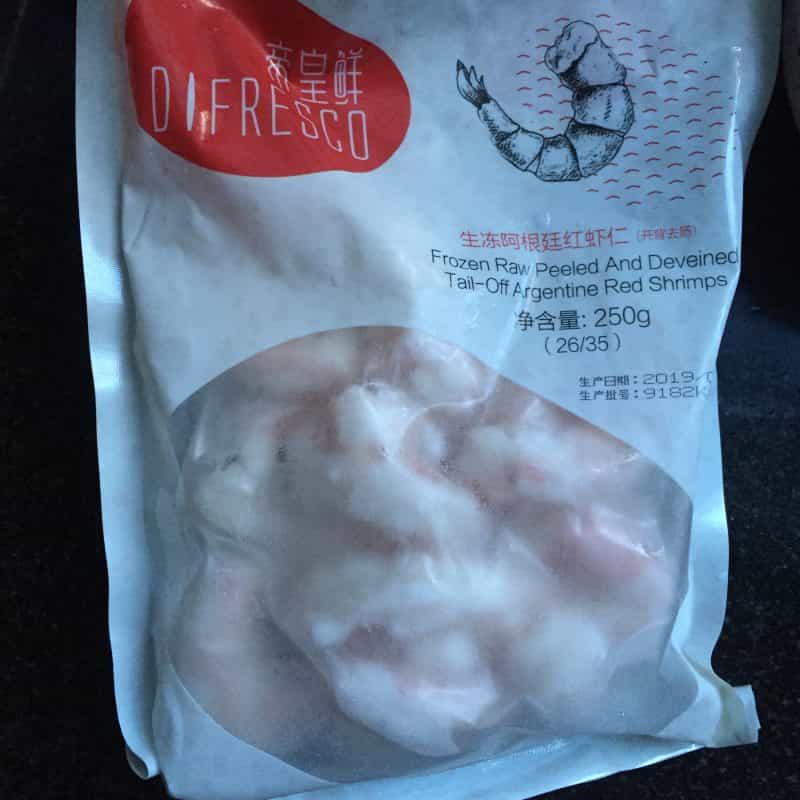 帝皇鲜
DIFRESCO
生冻阿根廷红虾仁（开背去肠）
Frozen Raw Peeled And Deveined
Tail-Off Argentine Red Shrimps
净含量: 250g
（26/35）
生产日期：2019/
生产批号：9182